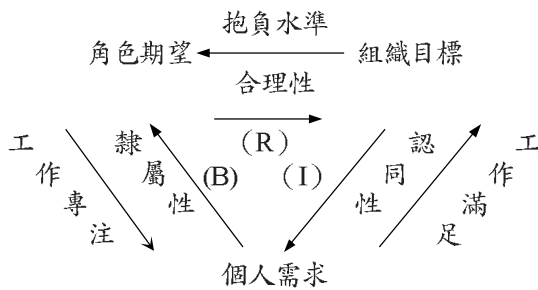 抱負水準
角色期望
組織目標
合理性
(R)
工作專注
隸屬性
(B)
(I)
認同性
工作滿足
個人需求